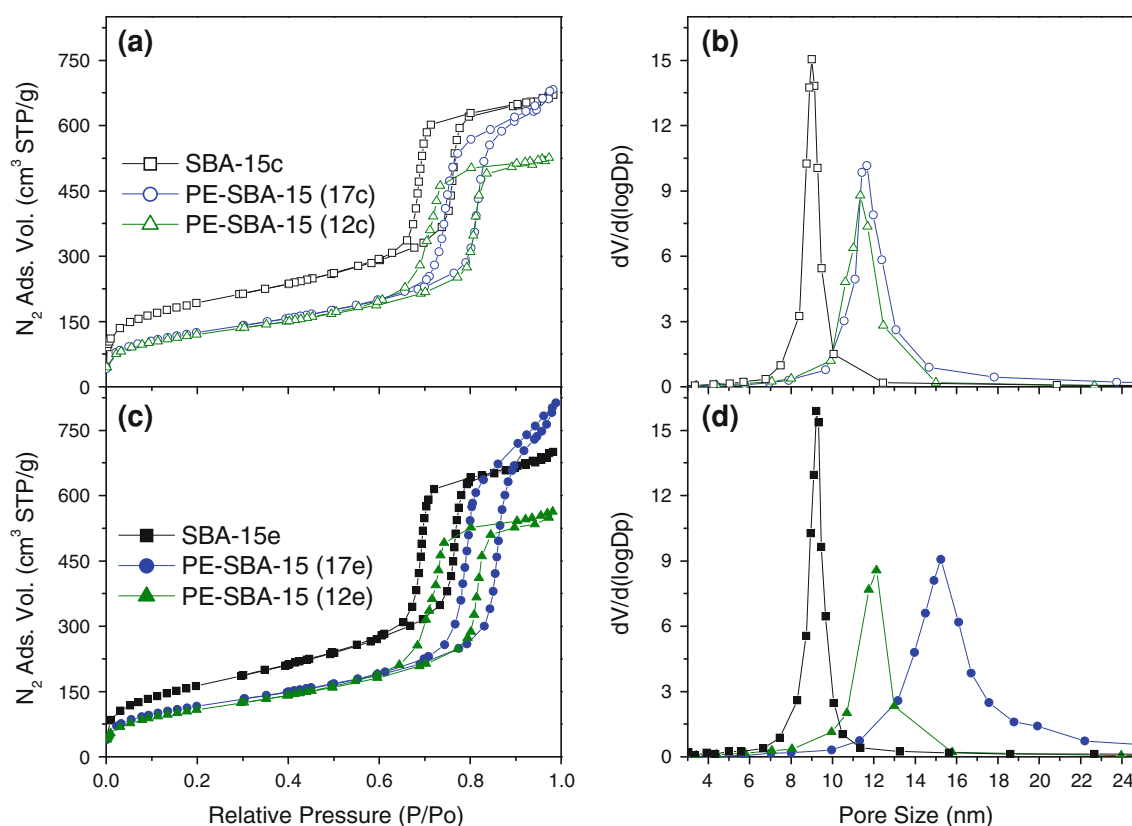 (a)
N₂ Ads. Vol. (cm³ STP/g)
750
600
450
300
150
0
SBA-15c
PE-SBA-15 (17c)
PE-SBA-15 (12c)
(b)
dV/d(logDp)
15
12
9
6
3
0
(c)
N₂ Ads. Vol. (cm³ STP/g)
750
600
450
300
150
0
SBA-15e
PE-SBA-15 (17e)
PE-SBA-15 (12e)
0.0 0.2 0.4 0.6 0.8 1.0
Relative Pressure (P/Po)
(d)
dV/d(logDp)
15
12
9
6
3
0
4 6 8 10 12 14 16 18 20 22 24
Pore Size (nm)